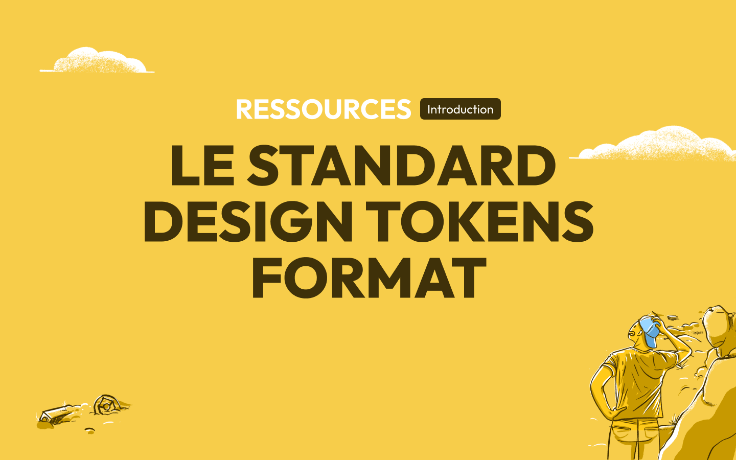 RESSOURCES Introduction
LE STANDARD
DESIGN TOKENS
FORMAT